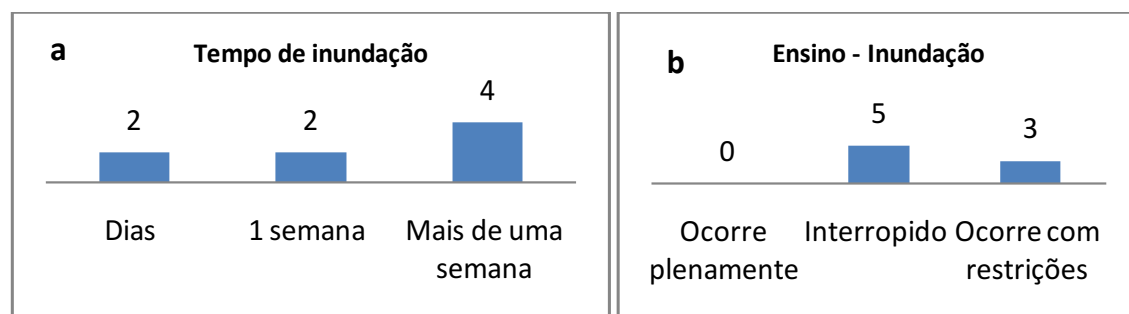 a
Tempo de inundação
2
2
4
Dias
1 semana
Mais de uma
semana
b
Ensino - Inundação
0
5
3
Ocorre
plenamente
Interropido
Ocorre com
restrições